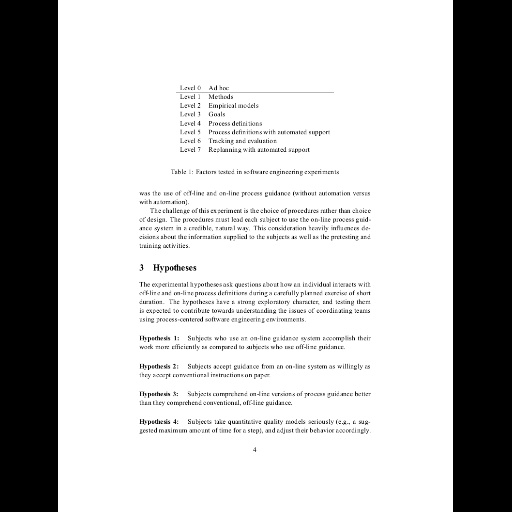 Level 0 Ad hoc
Level 1 Methods
Level 2 Empirical models
Level 3 Goals
Level 4 Process definitions
Level 5 Process definitions with automated support
Level 6 Tracking and evaluation
Level 7 Replanning with automated support
Table 1: Factors tested in software engineering experiments
was the use of off-line and on-line process guidance (without automation versus
with automation).
The challenge of this experiment is the choice of procedures rather than choice
of design. The procedures must lead each subject to use the on-line process guid-
ance system in a credible, natural way. This consideration heavily influences de-
cisions about the information supplied to the subjects as well as the pretesting and
training activities.
3 Hypotheses
The experimental hypotheses ask questions about how an individual interacts with
off-line and on-line process definitions during a carefully planned exercise of short
duration. The hypotheses have a strong exploratory character, and testing them
is expected to contribute towards understanding the issues of coordinating teams
using process-centered software engineering environments.
Hypothesis 1: Subjects who use an on-line guidance system accomplish their
work more efficiently as compared to subjects who use off-line guidance.
Hypothesis 2: Subjects accept guidance from an on-line system as willingly as
they accept conventional instructions on paper.
Hypothesis 3: Subjects comprehend on-line versions of process guidance better
than they comprehend conventional, off-line guidance.
Hypothesis 4: Subjects take quantitative quality models seriously (e.g., a sug-
gested maximum amount of time for a step), and adjust their behavior accordingly.
4